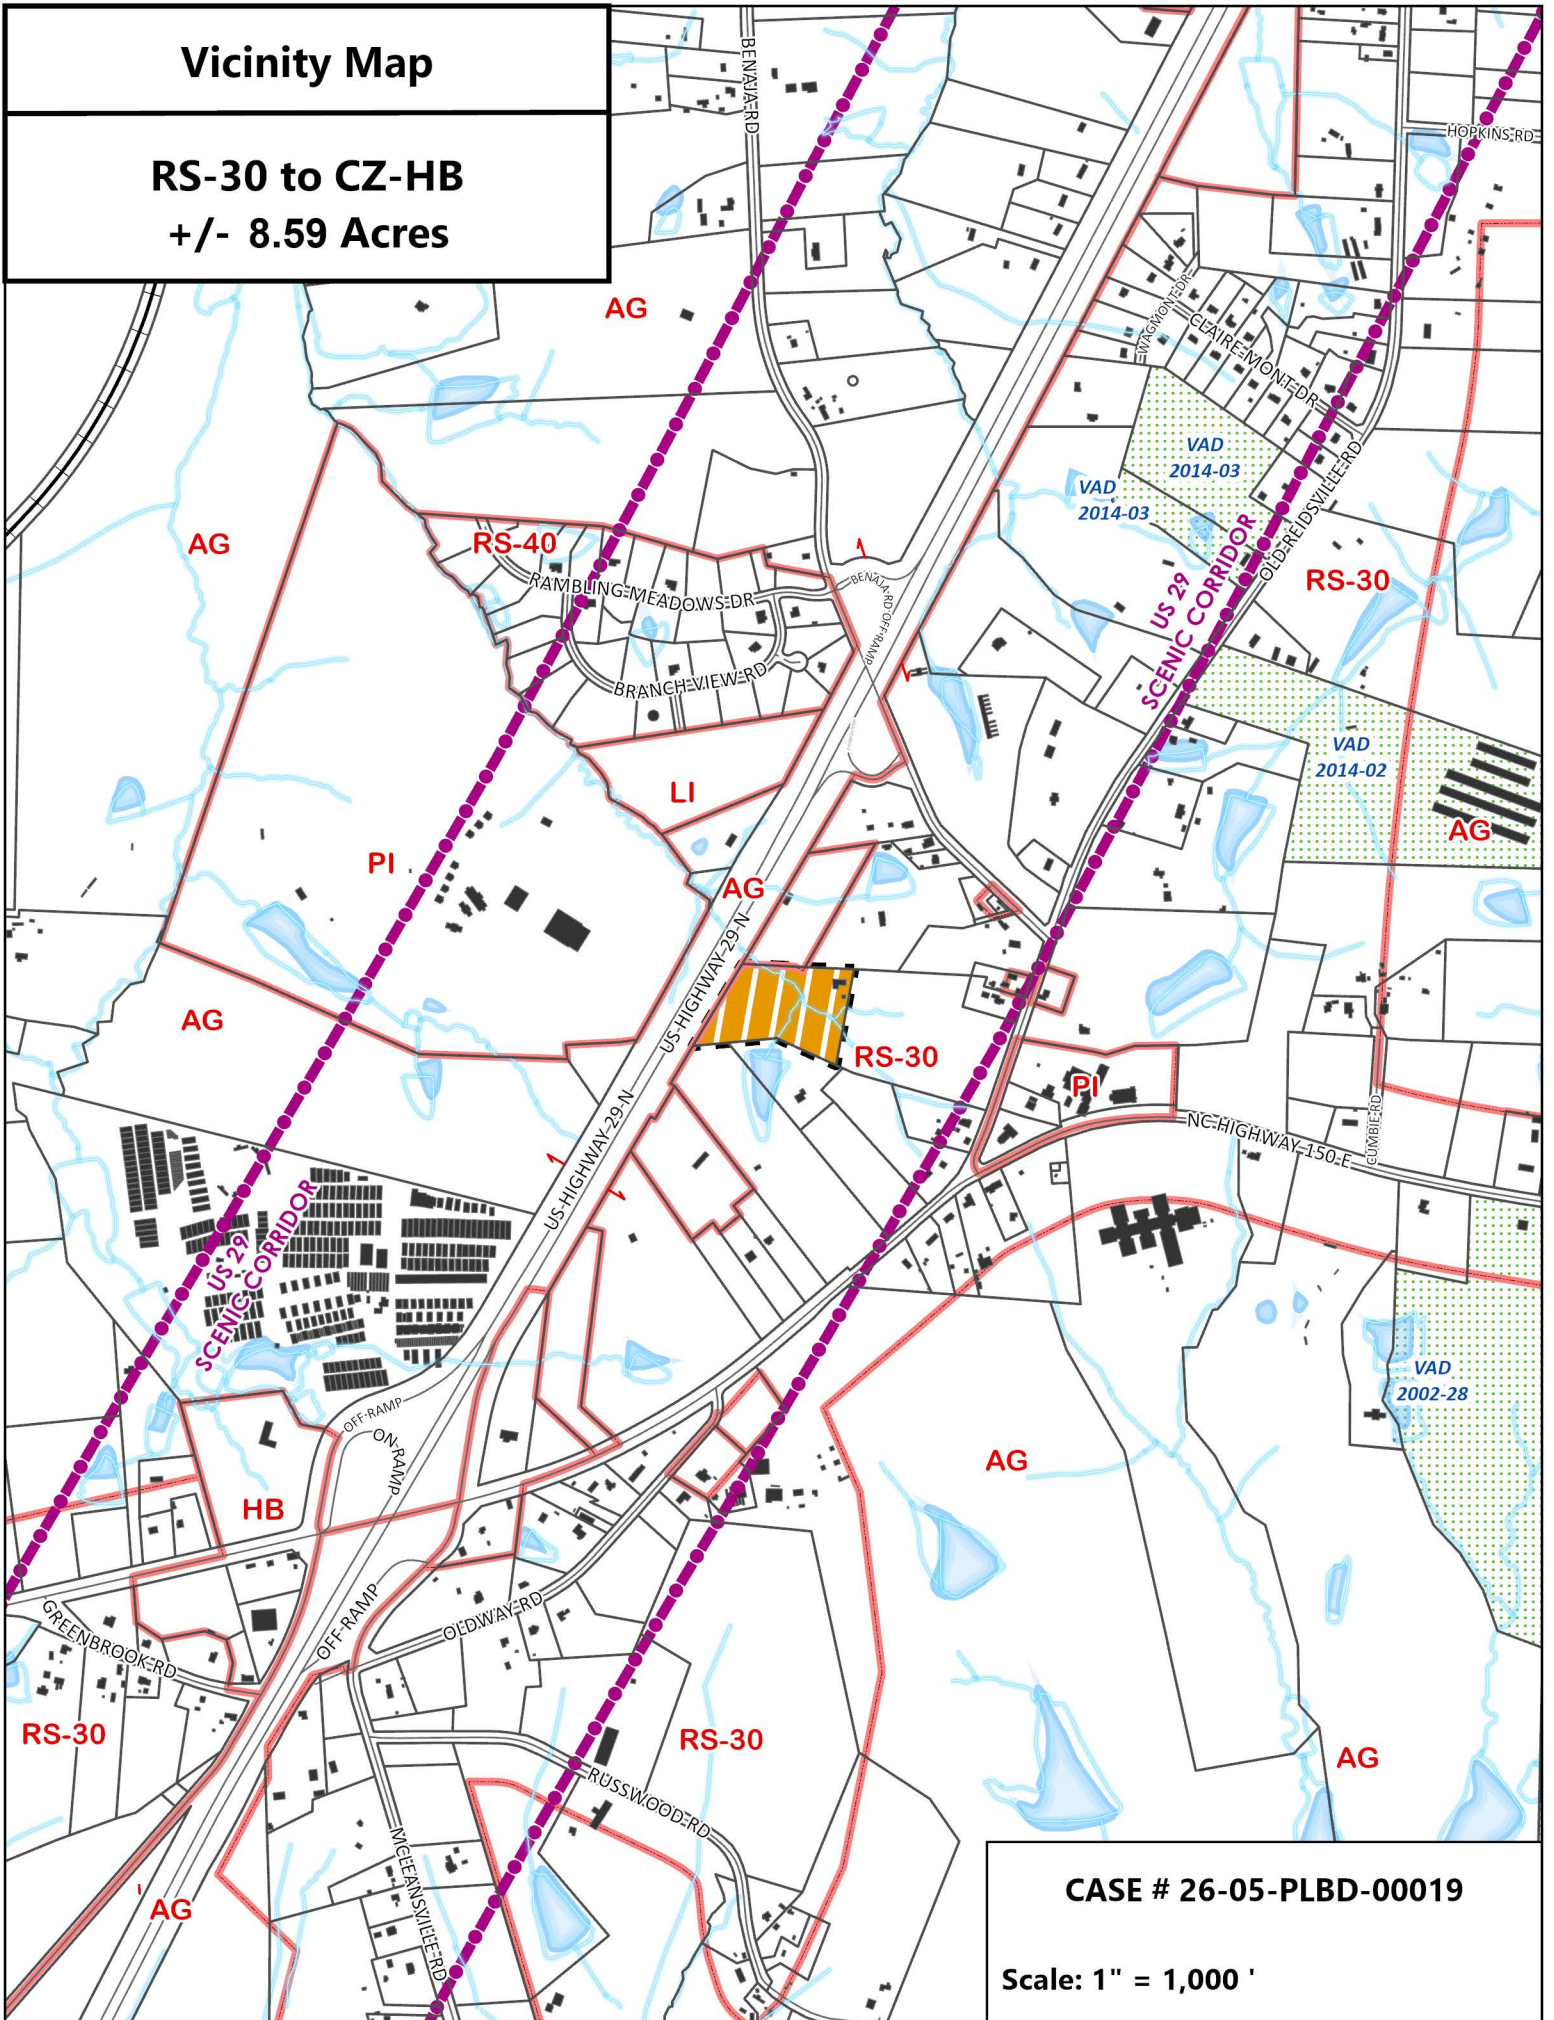 Vicinity Map
RS-30 to CZ-HB
+/- 8.59 Acres
BENAJA RD
HOPKINS RD
AG
WAGMONT-DR
CLAIRE-MONT-DR
VAD
2014-03
VAD
2014-03
OLD-REIDSVILLE-RD
AG
RS-40
RAMBLING-MEADOWS-DR
BENAJA-RD-OFF-RAMP
US 29
SCENIC CORRIDOR
RS-30
BRANCH-VIEW-RD
VAD
2014-02
LI
AG
PI
AG
US-HIGHWAY-29-N
AG
RS-30
PI
NC HIGHWAY-150-E
CUMBIE-RD
US-HIGHWAY-29-N
US 29
SCENIC CORRIDOR
VAD
2002-28
OFF-RAMP
ON-RAMP
AG
HB
OFF-RAMP
OLDWAY-RD
GREENBROOK-RD
RS-30
RS-30
AG
RUSSWOOD-RD
MCLEANSVILLE-RD
AG
CASE # 26-05-PLBD-00019
Scale: 1" = 1,000 '